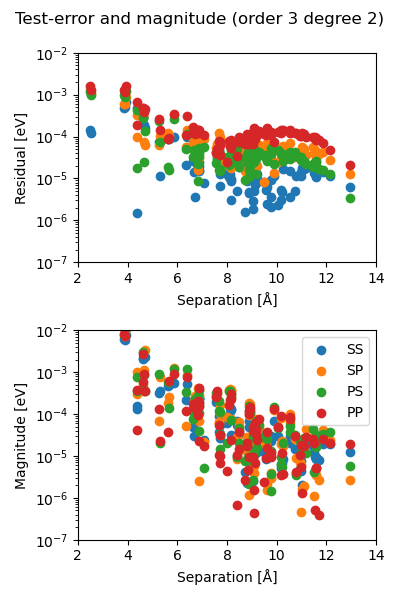 Test-error and magnitude (order 3 degree 2)
10⁻²
10⁻³
10⁻⁴
10⁻⁵
10⁻⁶
10⁻⁷
Residual [eV]
2 4 6 8 10 12 14
Separation [Å]
10⁻²
10⁻³
10⁻⁴
10⁻⁵
10⁻⁶
10⁻⁷
Magnitude [eV]
SS
SP
PS
PP
2 4 6 8 10 12 14
Separation [Å]